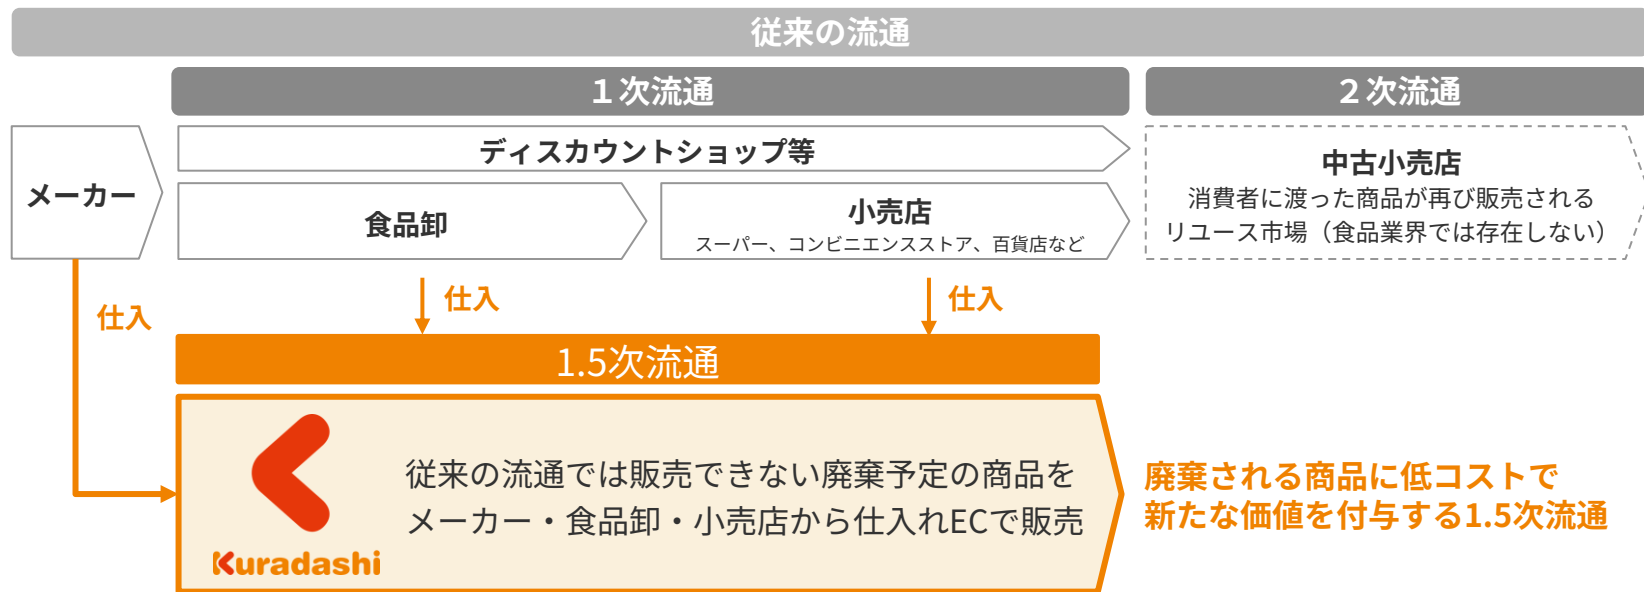 従来の流通
１次流通
２次流通
メーカー
ディスカウントショップ等
食品卸
小売店
スーパー、コンビニエンスストア、百貨店など
中古小売店
消費者に渡った商品が再び販売される
リユース市場（食品業界では存在しない）
仕入
仕入
仕入
1.5次流通
従来の流通では販売できない廃棄予定の商品を
メーカー・食品卸・小売店から仕入れECで販売
Kuradashi
廃棄される商品に低コストで
新たな価値を付与する1.5次流通